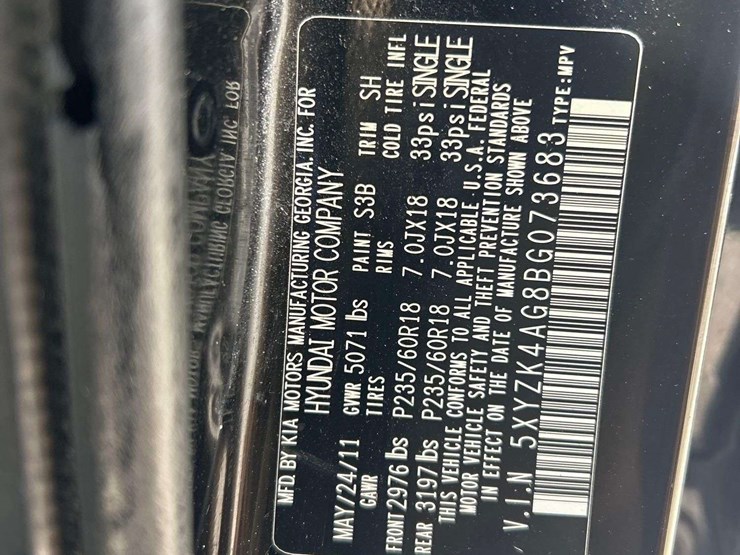 MFD. BY KIA MOTORS MANUFACTURING GEORGIA, INC. FOR
HYUNDAI MOTOR COMPANY
MAY/24/11 GVWR 5071 lbs PAINT S3B TRIM SH
GAWR TIRES RIMS COLD TIRE INFL
FRONT 2976 lbs P235/60R18 7.0JX18 33psi SINGLE
REAR 3197 lbs P235/60R18 7.0JX18 33psi SINGLE
THIS VEHICLE CONFORMS TO ALL APPLICABLE U.S.A. FEDERAL
MOTOR VEHICLE SAFETY AND THEFT PREVENTION STANDARDS
IN EFFECT ON THE DATE OF MANUFACTURE SHOWN ABOVE
V.I.N 5XYZK4AG8BG073683 TYPE:MPV